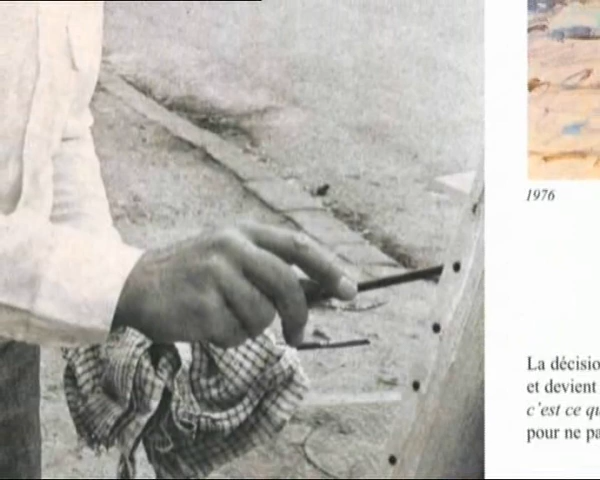 1976
La décisio
et devient
c'est ce qu
pour ne pa